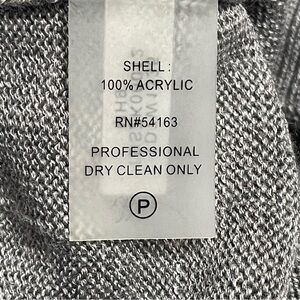 SHELL :
100% ACRYLIC
RN#54163
PROFESSIONAL
DRY CLEAN ONLY
P